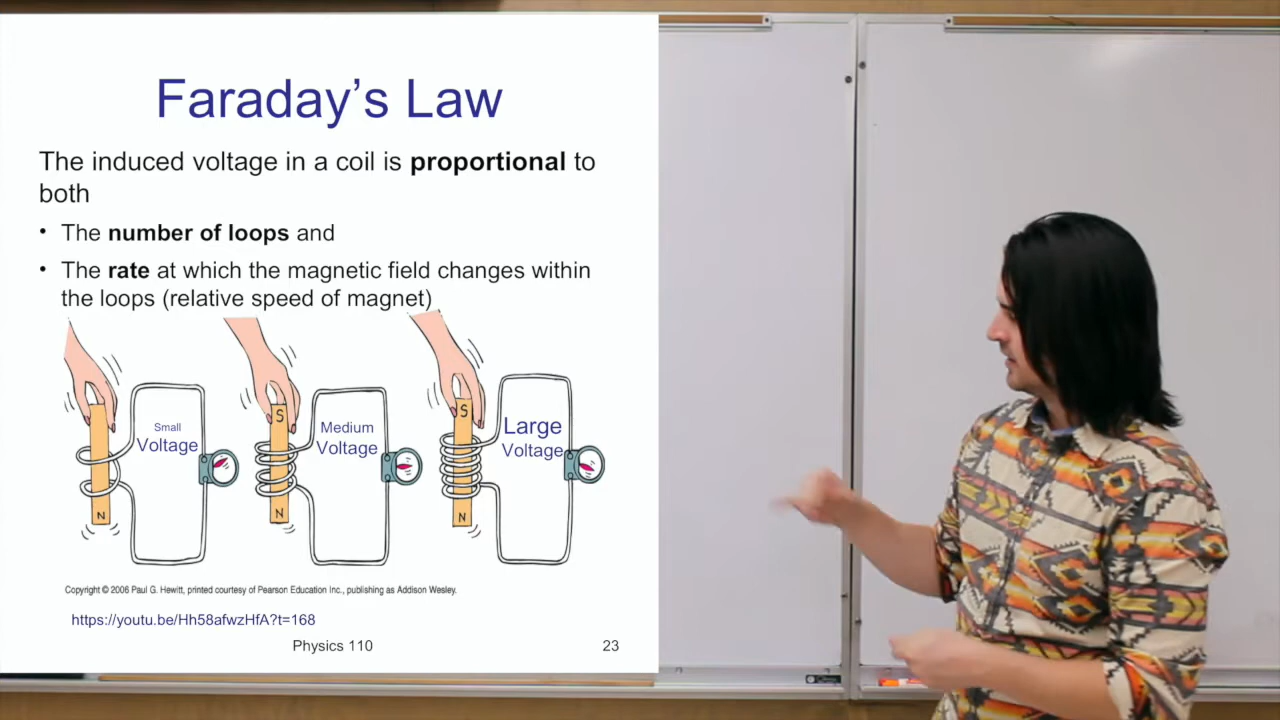 Faraday’s Law
The induced voltage in a coil is proportional to
both
• The number of loops and
• The rate at which the magnetic field changes within
the loops (relative speed of magnet)
Small
Voltage
N
S
Medium
Voltage
N
S
Large
Voltage
N
Copyright © 2006 Paul G. Hewitt, printed courtesy of Pearson Education Inc., publishing as Addison Wesley.
https://youtu.be/Hh58afwzHfA?t=168
Physics 110
23